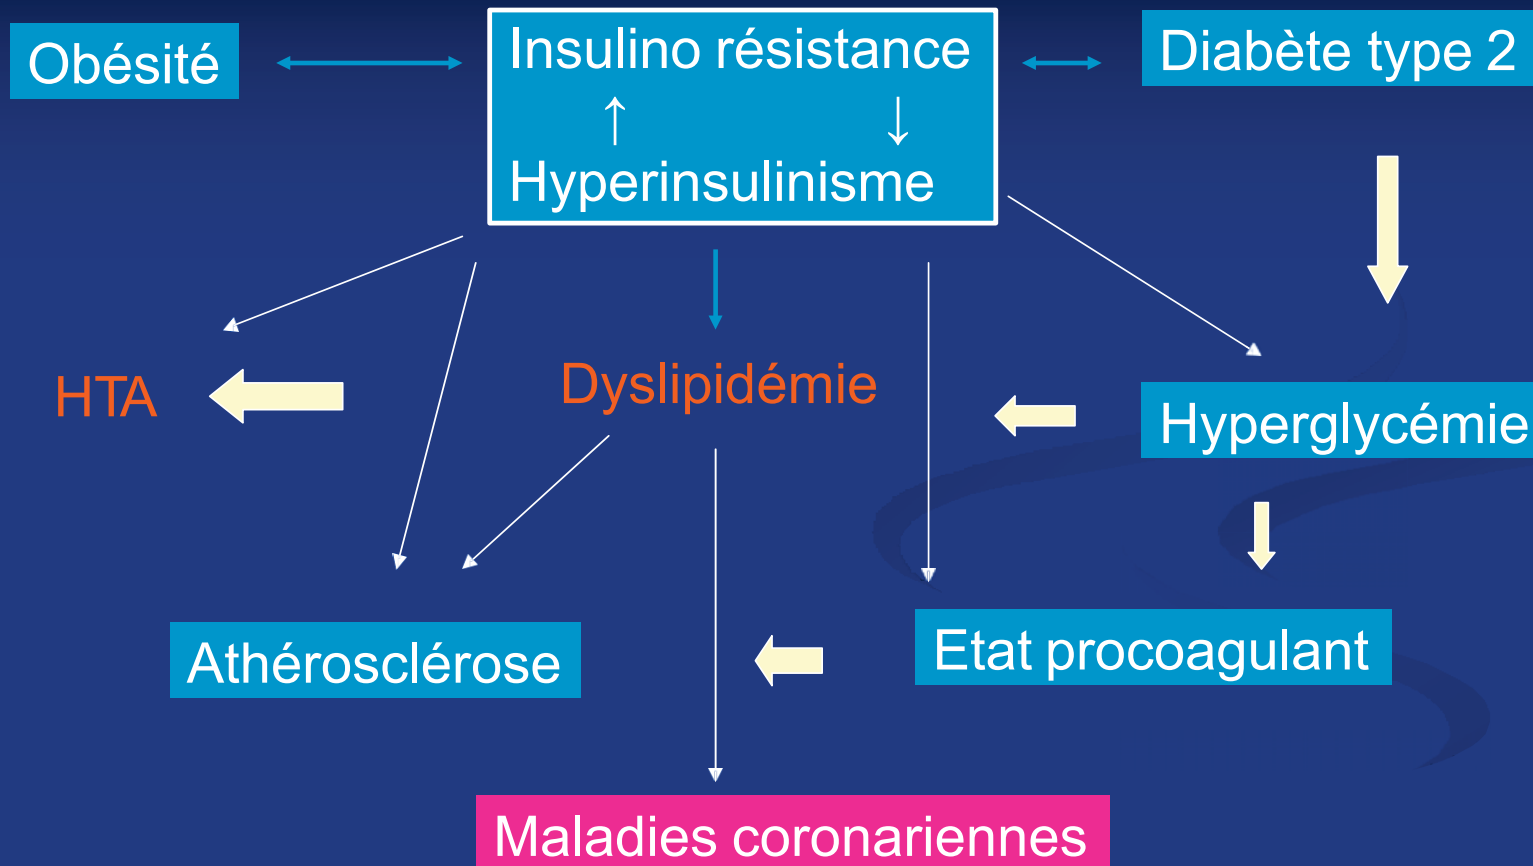 Obésité
Insulino résistance
↑ ↓
Hyperinsulinisme
Diabète type 2
HTA
Dyslipidémie
Hyperglycémie
Athérosclérose
Etat procoagulant
Maladies coronariennes